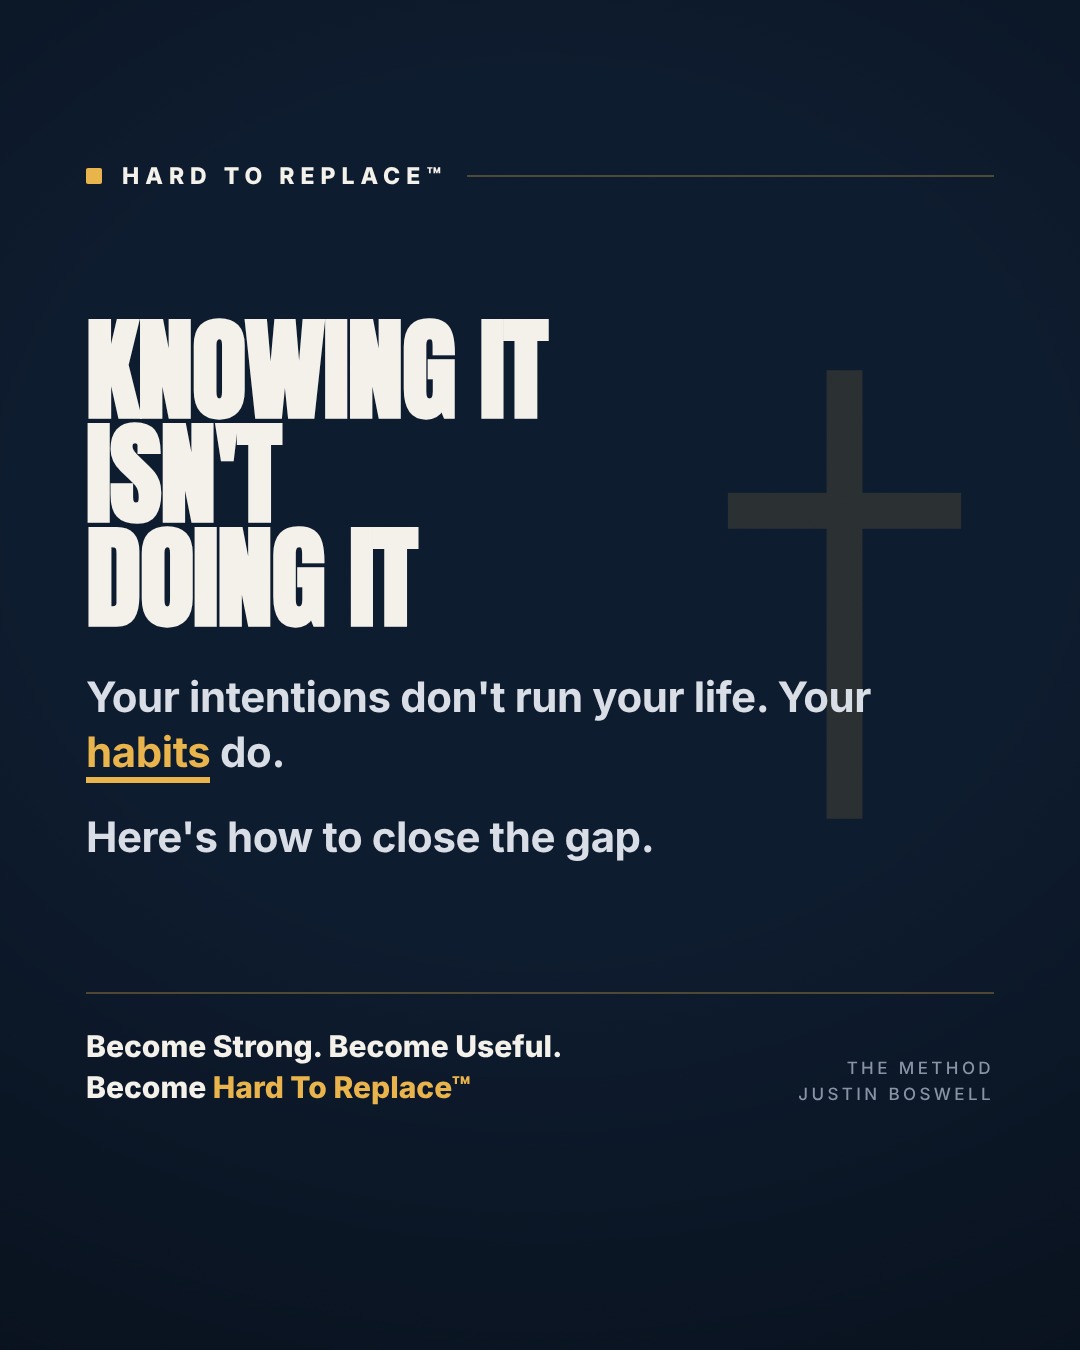 HARD TO REPLACE™
KNOWING IT
ISN'T
DOING IT
Your intentions don't run your life. Your
habits do.
Here's how to close the gap.
Become Strong. Become Useful.
Become Hard To Replace™
THE METHOD
JUSTIN BOSWELL